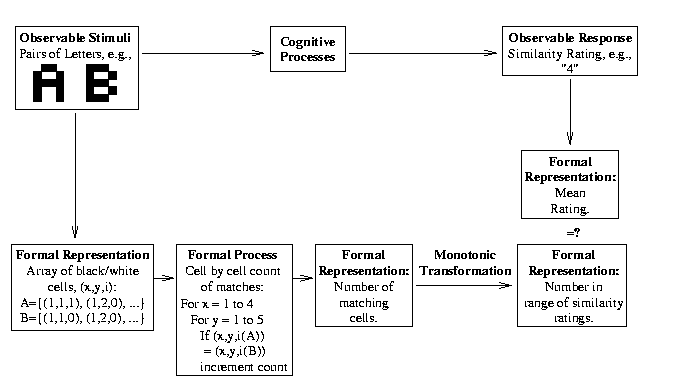 Observable Stimuli
Pairs of Letters, e.g.,
A B
Cognitive
Processes
Observable Response
Similarity Rating, e.g.,
"4"
Formal
Representation:
Mean
Rating.
=?
Formal Representation
Array of black/white
cells, (x,y,i):
A={(1,1,1), (1,2,0), ...}
B={(1,1,0), (1,2,0), ...}
Formal Process
Cell by cell count
of matches:
For x = 1 to 4
For y = 1 to 5
If (x,y,i(A))
= (x,y,i(B))
increment count
Formal
Representation:
Number of
matching
cells.
Monotonic
Transformation
Formal
Representation:
Number in
range of similarity
ratings.